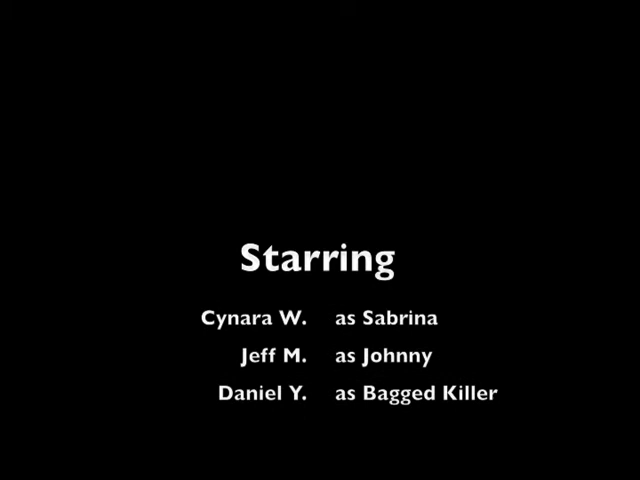 Starring
Cynara W. as Sabrina
Jeff M. as Johnny
Daniel Y. as Bagged Killer